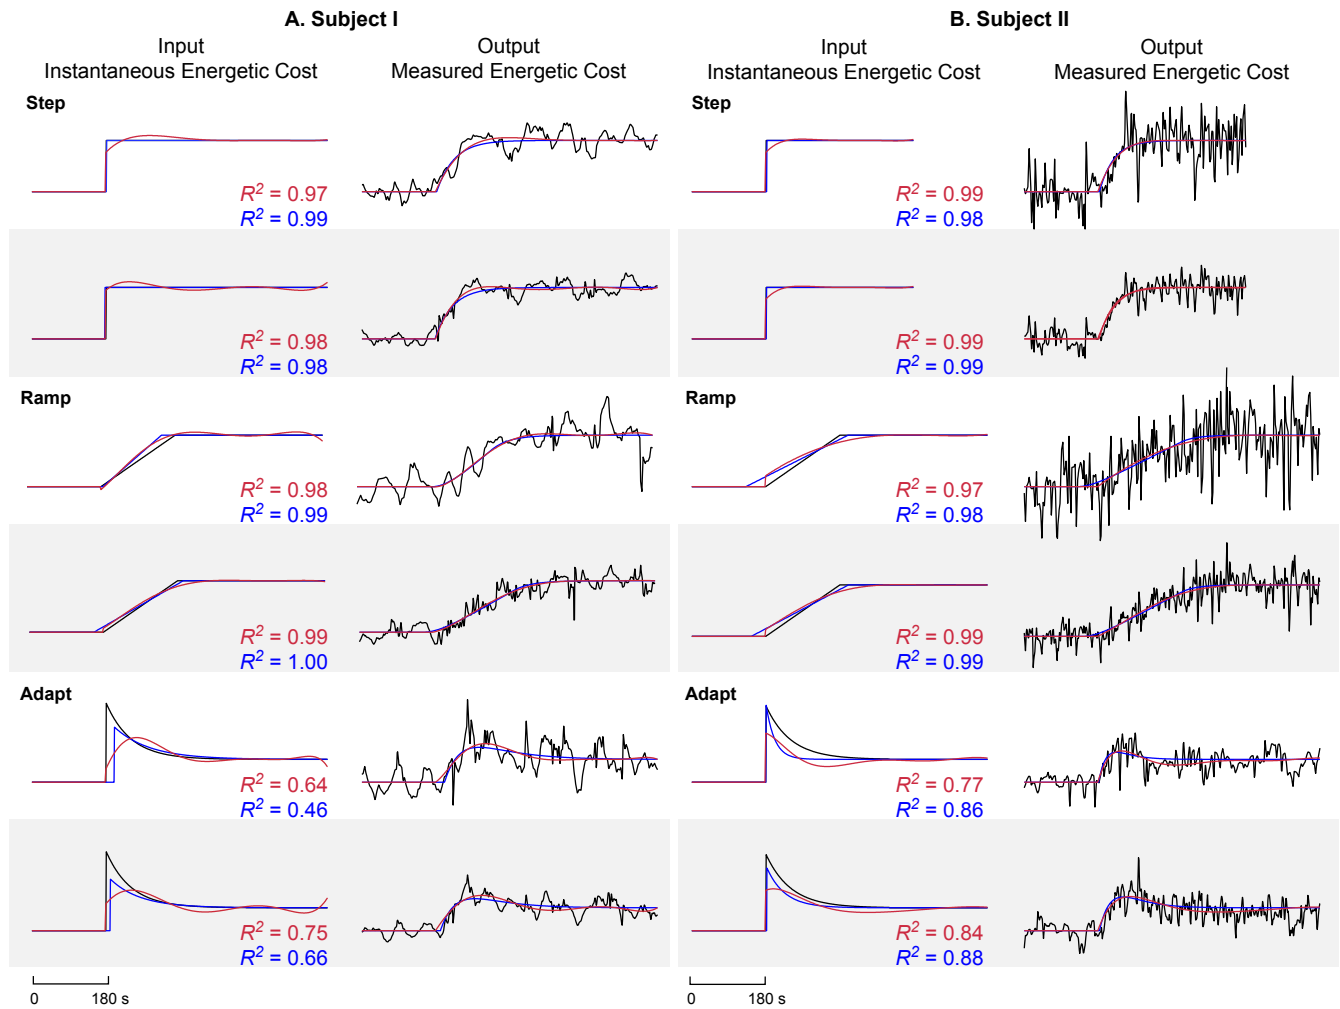 A. Subject I
Input
Instantaneous Energetic Cost
Output
Measured Energetic Cost
Step
R² = 0.97
R² = 0.99
R² = 0.98
R² = 0.98
Ramp
R² = 0.98
R² = 0.99
R² = 0.99
R² = 1.00
Adapt
R² = 0.64
R² = 0.46
R² = 0.75
R² = 0.66
0 180 s
B. Subject II
Input
Instantaneous Energetic Cost
Output
Measured Energetic Cost
Step
R² = 0.99
R² = 0.98
R² = 0.99
R² = 0.99
Ramp
R² = 0.97
R² = 0.98
R² = 0.99
R² = 0.99
Adapt
R² = 0.77
R² = 0.86
R² = 0.84
R² = 0.88
0 180 s